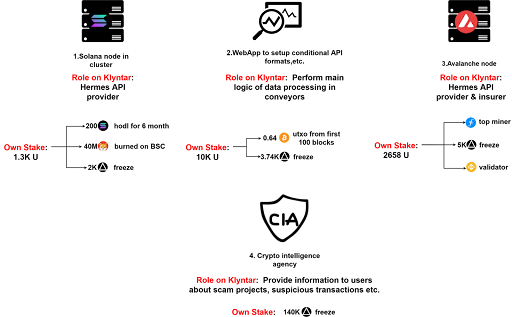 1.Solana node in
cluster
Role on Klyntar:
Hermes API
provider
Own Stake:
1.3K U
200 hodl for 6 month
40M burned on BSC
2K freeze
2.WebApp to setup conditional API
formats,etc.
Role on Klyntar: Perform main
logic of data processing in
conveyors
Own Stake:
10K U
0.64 utxo from first
100 blocks
3.74K freeze
3.Avalanche node
Role on Klyntar:
Hermes API
provider & insurer
Own Stake:
2658 U
top miner
5K freeze
validator
CIA
4. Crypto intelligence
agency
Role on Klyntar: Provide information to users
about scam projects, suspicious transactions etc.
Own Stake: 140K freeze